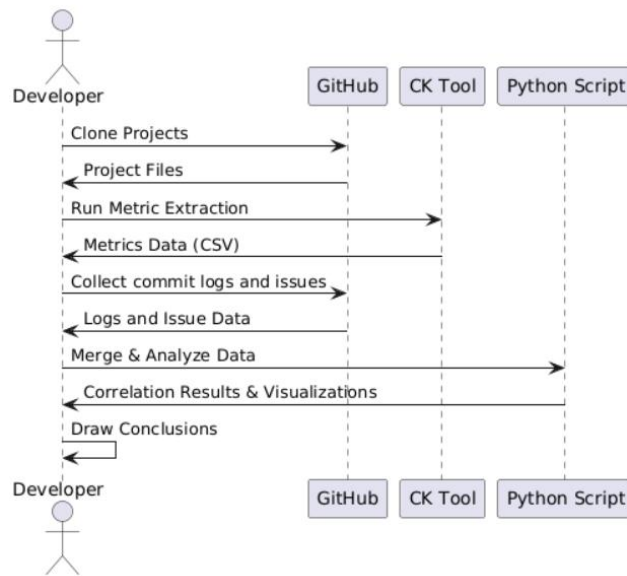 Developer
GitHub
CK Tool
Python Script
Clone Projects
Project Files
Run Metric Extraction
Metrics Data (CSV)
Collect commit logs and issues
Logs and Issue Data
Merge & Analyze Data
Correlation Results & Visualizations
Draw Conclusions
Developer
GitHub
CK Tool
Python Script